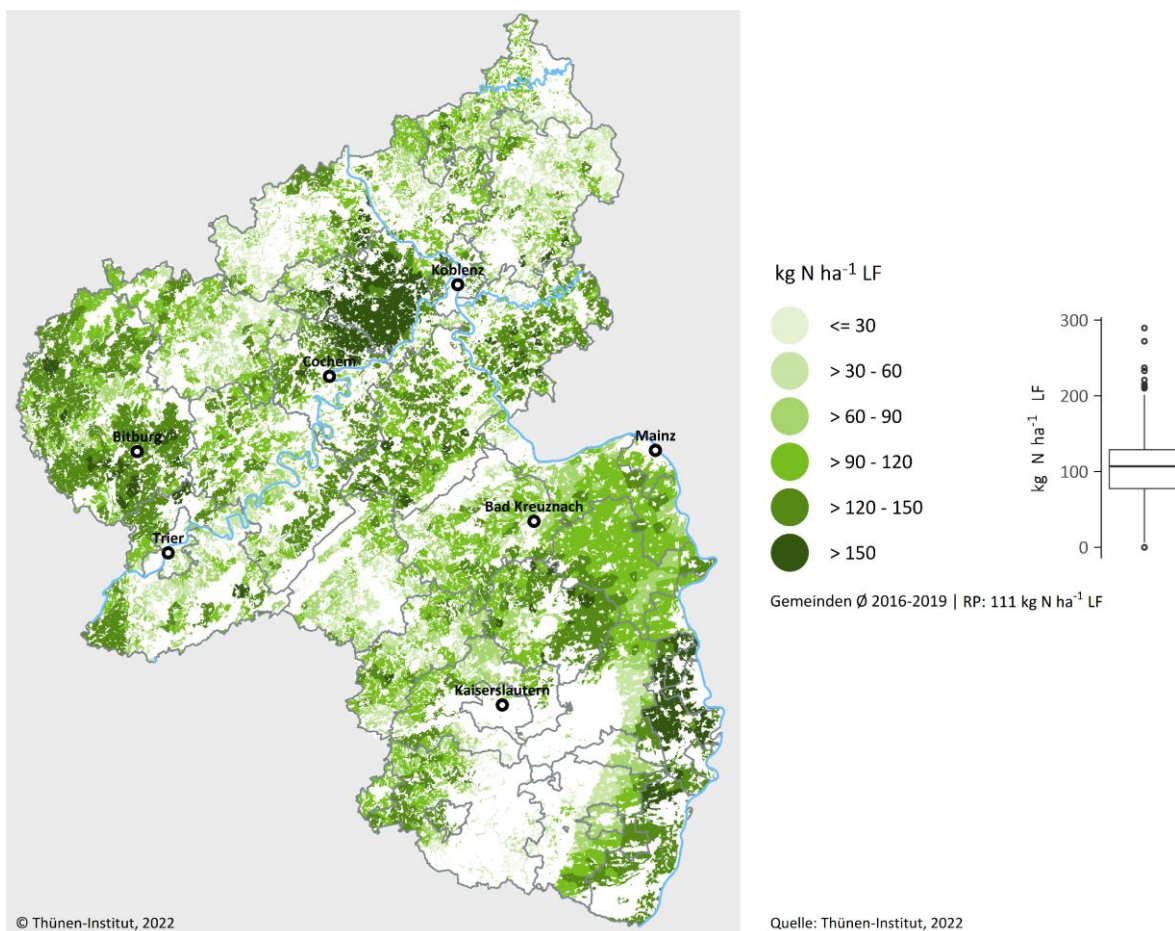 Koblenz
Cochem
Bitburg
Mainz
Bad Kreuznach
Trier
Kaiserslautern
© Thünen-Institut, 2022
kg N ha⁻¹ LF
<= 30
> 30 - 60
> 60 - 90
> 90 - 120
> 120 - 150
> 150
Gemeinden Ø 2016-2019 | RP: 111 kg N ha⁻¹ LF
kg N ha⁻¹ LF
300
200
100
0
Quelle: Thünen-Institut, 2022